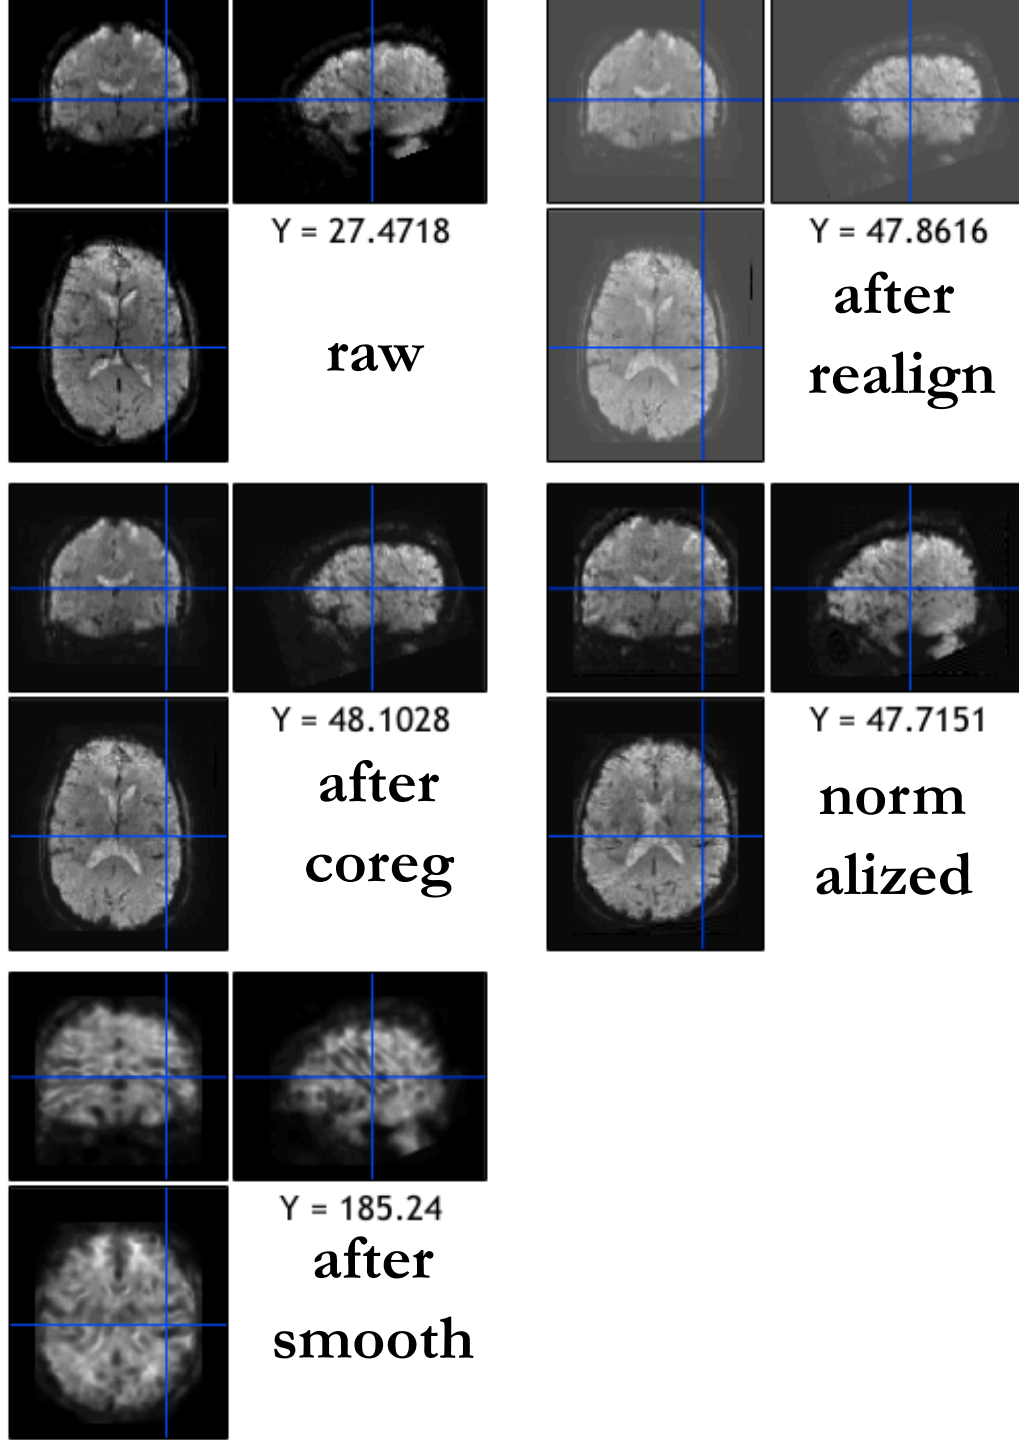 Y = 27.4718
raw
Y = 47.8616
after
realign
Y = 48.1028
after
coreg
Y = 47.7151
norm
alized
Y = 185.24
after
smooth